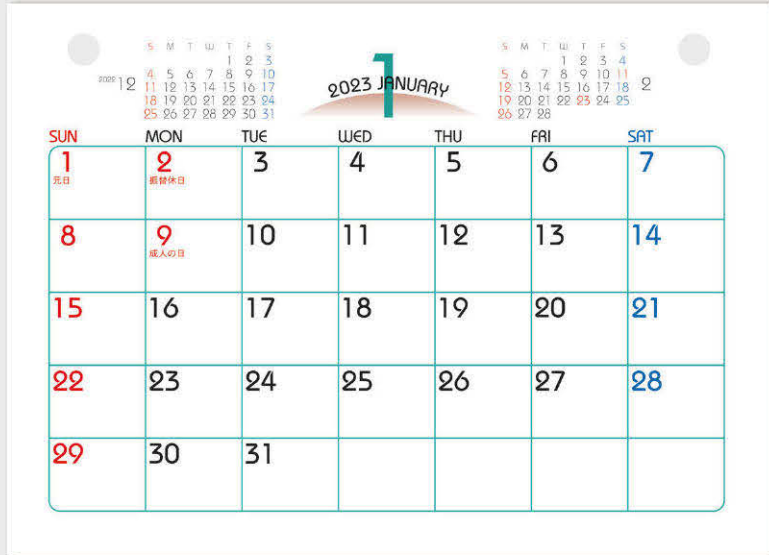 S M T W T F S
1 2 3
4 5 6 7 8 9 10
11 12 13 14 15 16 17
18 19 20 21 22 23 24
25 26 27 28 29 30 31
2022 12
1
2023 JANUARY
S M T W T F S
1 2 3 4
5 6 7 8 9 10 11
12 13 14 15 16 17 18
19 20 21 22 23 24 25
26 27 28
2
SUN MON TUE WED THU FRI SAT
1 2 3 4 5 6 7
元日 振替休日
8 9 10 11 12 13 14
成人の日
15 16 17 18 19 20 21
22 23 24 25 26 27 28
29 30 31